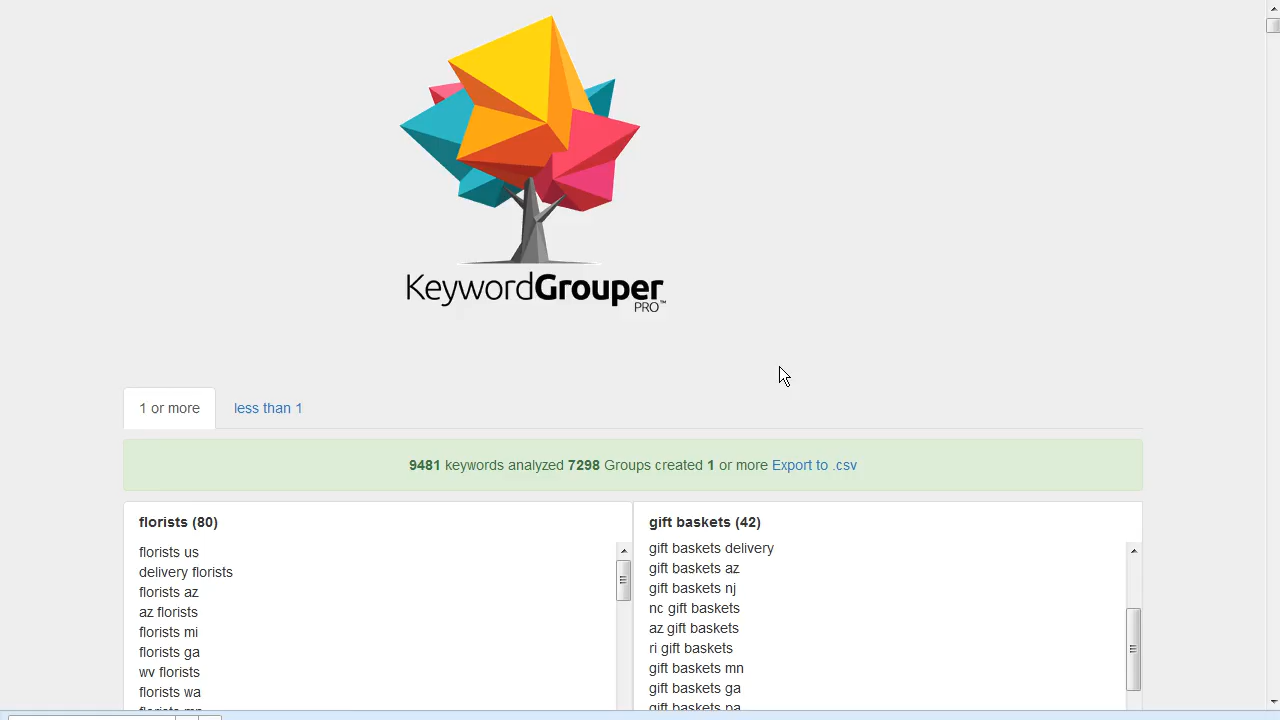 KeywordGrouper
PRO™
1 or more
less than 1
9481 keywords analyzed 7298 Groups created 1 or more Export to .csv
florists (80)
florists us
delivery florists
florists az
az florists
florists mi
florists ga
wv florists
florists wa
gift baskets (42)
gift baskets delivery
gift baskets az
gift baskets nj
nc gift baskets
az gift baskets
ri gift baskets
gift baskets mn
gift baskets ga